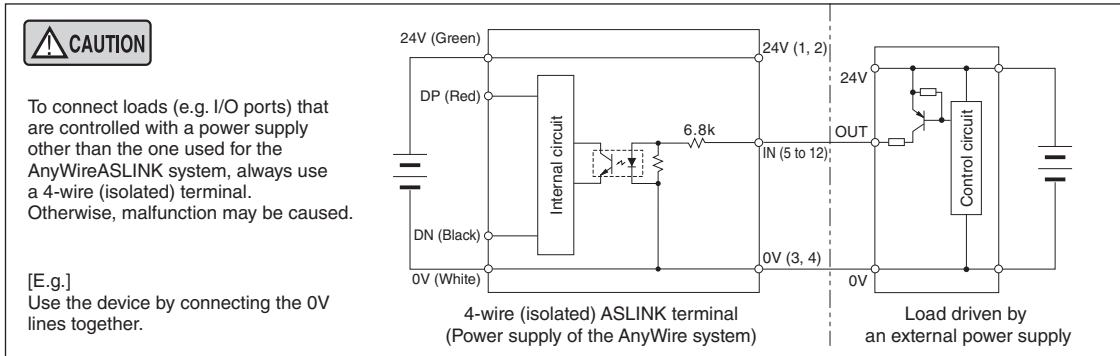 CAUTION
To connect loads (e.g. I/O ports) that
are controlled with a power supply
other than the one used for the
AnyWireASLINK system, always use
a 4-wire (isolated) terminal.
Otherwise, malfunction may be caused.
[E.g.]
Use the device by connecting the 0V
lines together.
24V (Green)
DP (Red)
DN (Black)
0V (White)
Internal circuit
6.8k
24V (1, 2)
IN (5 to 12)
0V (3, 4)
4-wire (isolated) ASLINK terminal
(Power supply of the AnyWire system)
24V
OUT
0V
Control circuit
Load driven by
an external power supply